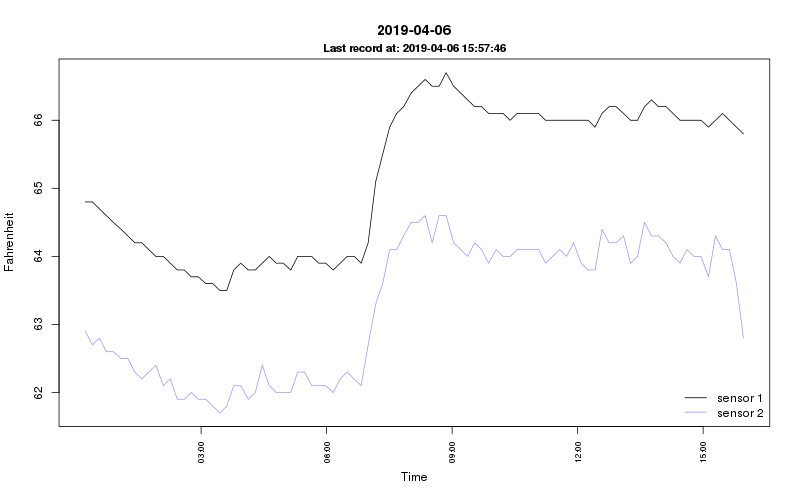 2019-04-06
Last record at: 2019-04-06 15:57:46
Fahrenheit
66
65
64
63
62
sensor 1
sensor 2
03:00 06:00 09:00 12:00 15:00
Time